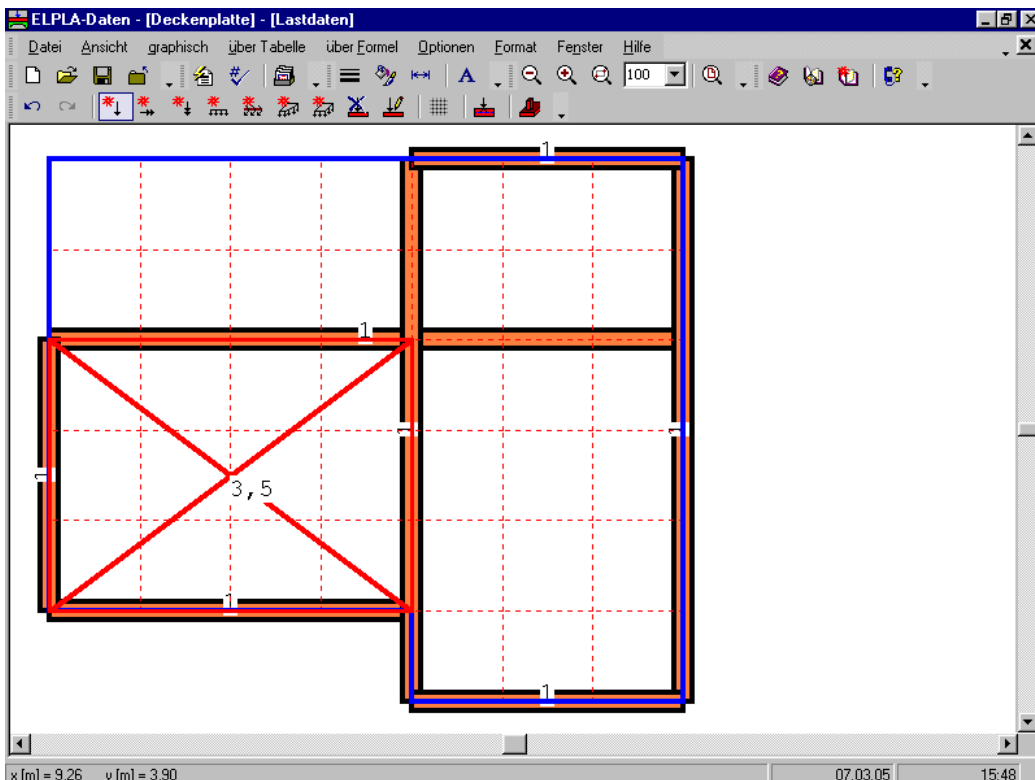 ELPLA-Daten - [Deckenplatte] - [Lastdaten]
Datei Ansicht graphisch über Tabelle über Formel Optionen Format Fenster Hilfe
A 100
1
1
1
1
1
3,5
1
1
x [m] = 9,26 y [m] = 3,90 07.03.05 15:48